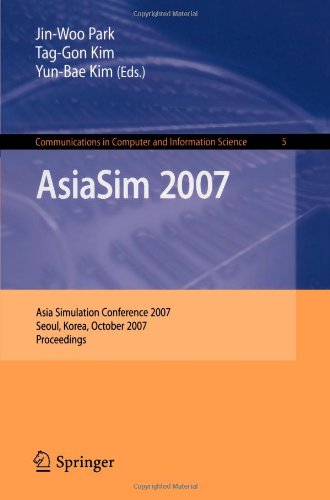 Jin-Woo Park
Tag-Gon Kim
Yun-Bae Kim (Eds.)
Communications in Computer and Information Science 5
AsiaSim 2007
Asia Simulation Conference 2007
Seoul, Korea, October 2007
Proceedings
Springer